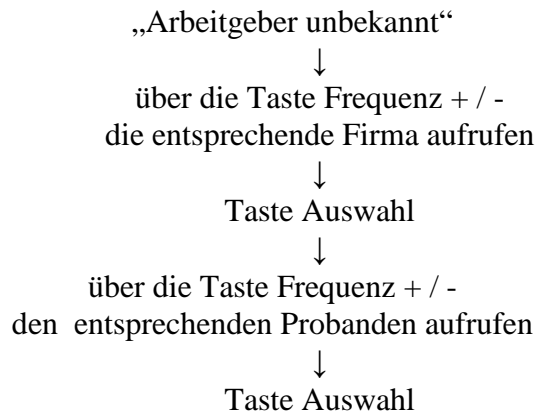 „Arbeitgeber unbekannt“
↓
über die Taste Frequenz + / -
die entsprechende Firma aufrufen
↓
Taste Auswahl
↓
über die Taste Frequenz + / -
den entsprechenden Probanden aufrufen
↓
Taste Auswahl